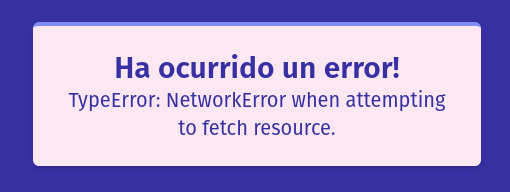 Ha ocurrido un error!
TypeError: NetworkError when attempting
to fetch resource.